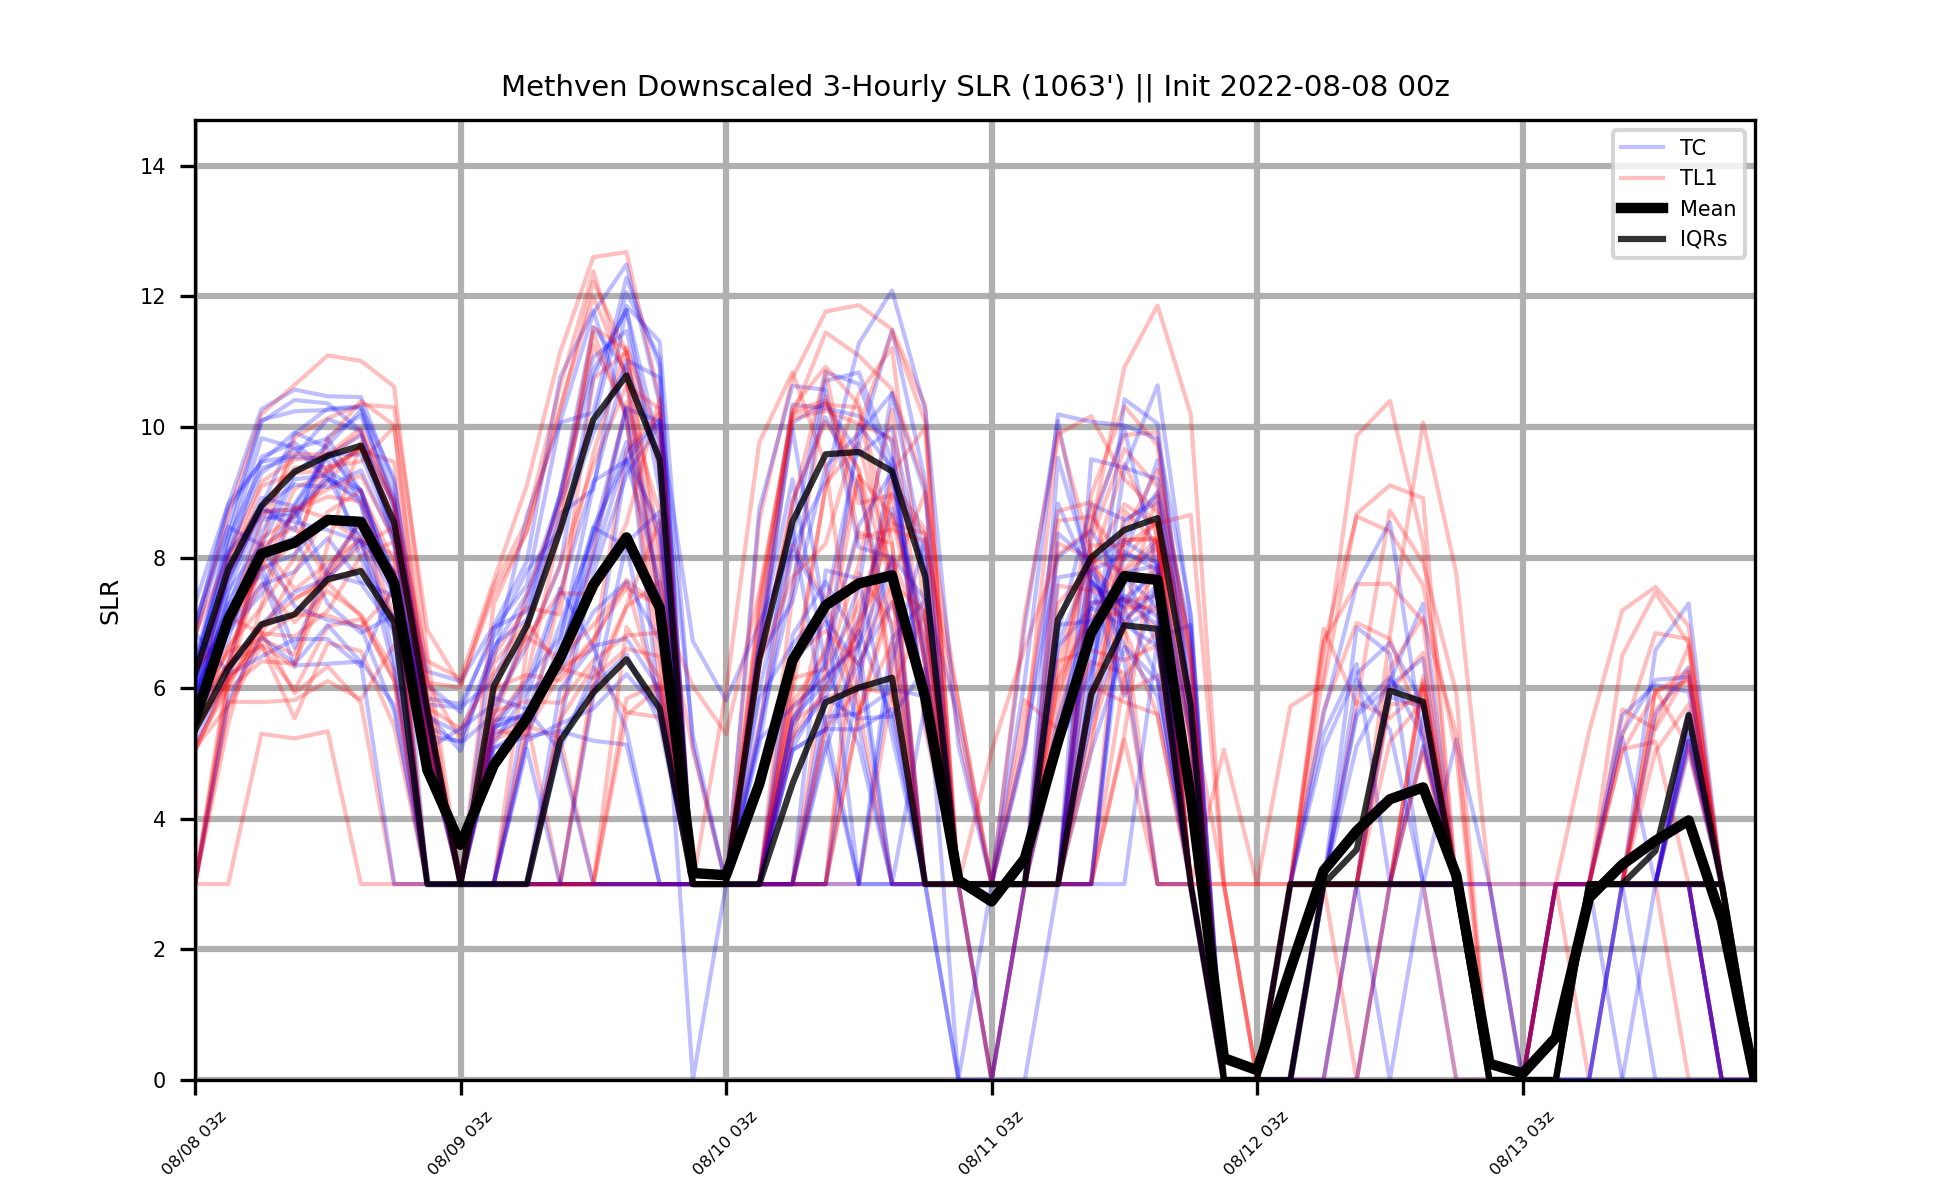 Methven Downscaled 3-Hourly SLR (1063') || Init 2022-08-08 00z
TC
TL1
Mean
IQRs
SLR
14
12
10
8
6
4
2
0
08/08 03z
08/09 03z
08/10 03z
08/11 03z
08/12 03z
08/13 03z